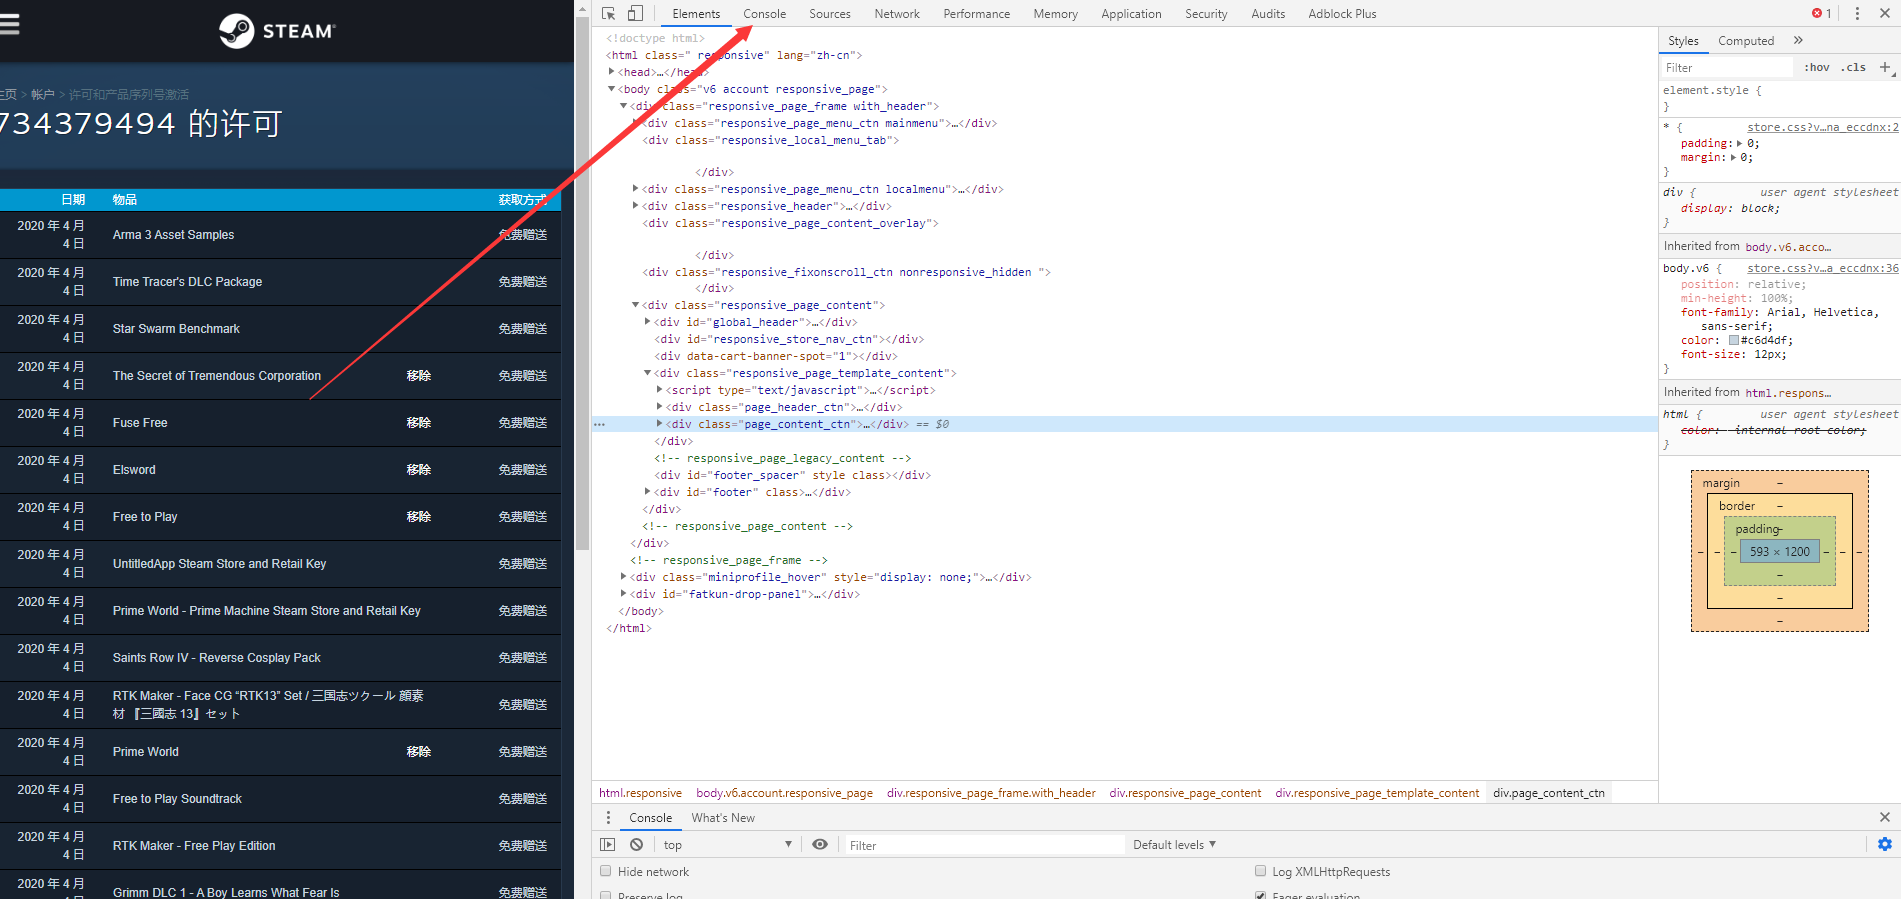 STEAM
主页 > 帐户 > 许可和产品序列号激活
734379494 的许可
日期 物品 获取方式
2020 年 4 月 4 日 Arma 3 Asset Samples 免费赠送
2020 年 4 月 4 日 Time Tracer's DLC Package 免费赠送
2020 年 4 月 4 日 Star Swarm Benchmark 免费赠送
2020 年 4 月 4 日 The Secret of Tremendous Corporation 移除 免费赠送
2020 年 4 月 4 日 Fuse Free 移除 免费赠送
2020 年 4 月 4 日 Elsword 移除 免费赠送
2020 年 4 月 4 日 Free to Play 移除 免费赠送
2020 年 4 月 4 日 UntitledApp Steam Store and Retail Key 免费赠送
2020 年 4 月 4 日 Prime World - Prime Machine Steam Store and Retail Key 免费赠送
2020 年 4 月 4 日 Saints Row IV - Reverse Cosplay Pack 免费赠送
2020 年 4 月 4 日 RTK Maker - Face CG “RTK13” Set / 三国志ツクール 顔素
材 『三國志 13』セット 免费赠送
2020 年 4 月 4 日 Prime World 移除 免费赠送
2020 年 4 月 4 日 Free to Play Soundtrack 免费赠送
2020 年 4 月 4 日 RTK Maker - Free Play Edition 免费赠送
2020 年 4 月 Grimm DLC 1 - A Boy Learns What Fear Is 免费赠送
Elements Console Sources Network Performance Memory Application Security Audits Adblock Plus 1
<!doctype html>
<html class=" responsive" lang="zh-cn">
<head>…</head>
<body class="v6 account responsive_page">
<div class="responsive_page_frame with_header">
<div class="responsive_page_menu_ctn mainmenu">…</div>
<div class="responsive_local_menu_tab">
</div>
<div class="responsive_page_menu_ctn localmenu">…</div>
<div class="responsive_header">…</div>
<div class="responsive_page_content_overlay">
</div>
<div class="responsive_fixonscroll_ctn nonresponsive_hidden ">
</div>
<div class="responsive_page_content">
<div id="global_header">…</div>
<div id="responsive_store_nav_ctn"></div>
<div data-cart-banner-spot="1"></div>
<div class="responsive_page_template_content">
<script type="text/javascript">…</script>
<div class="page_header_ctn">…</div>
<div class="page_content_ctn">…</div> == $0
</div>
<!-- responsive_page_legacy_content -->
<div id="footer_spacer" style class></div>
<div id="footer" class>…</div>
</div>
<!-- responsive_page_content -->
</div>
<!-- responsive_page_frame -->
<div class="miniprofile_hover" style="display: none;">…</div>
<div id="fatkun-drop-panel">…</div>
</body>
</html>
html.responsive body.v6.account.responsive_page div.responsive_page_frame.with_header div.responsive_page_content div.responsive_page_template_content div.page_content_ctn
Console What's New
top Filter Default levels ▼
Hide network Log XMLHttpRequests
Preserve log Eager evaluation
Styles Computed »
Filter :hov .cls +
element.style {
}
* { store.css?v…na_eccdnx:2
padding: 0;
margin: 0;
}
div { user agent stylesheet
display: block;
}
Inherited from body.v6.acco…
body.v6 { store.css?v…a_eccdnx:36
position: relative;
min-height: 100%;
font-family: Arial, Helvetica,
sans-serif;
color: #c6d4df;
font-size: 12px;
}
Inherited from html.respons…
html { user agent stylesheet
color: -internal-root-color;
}
margin –
border –
padding –
– – – 593 × 1200 – – –
–
–
–